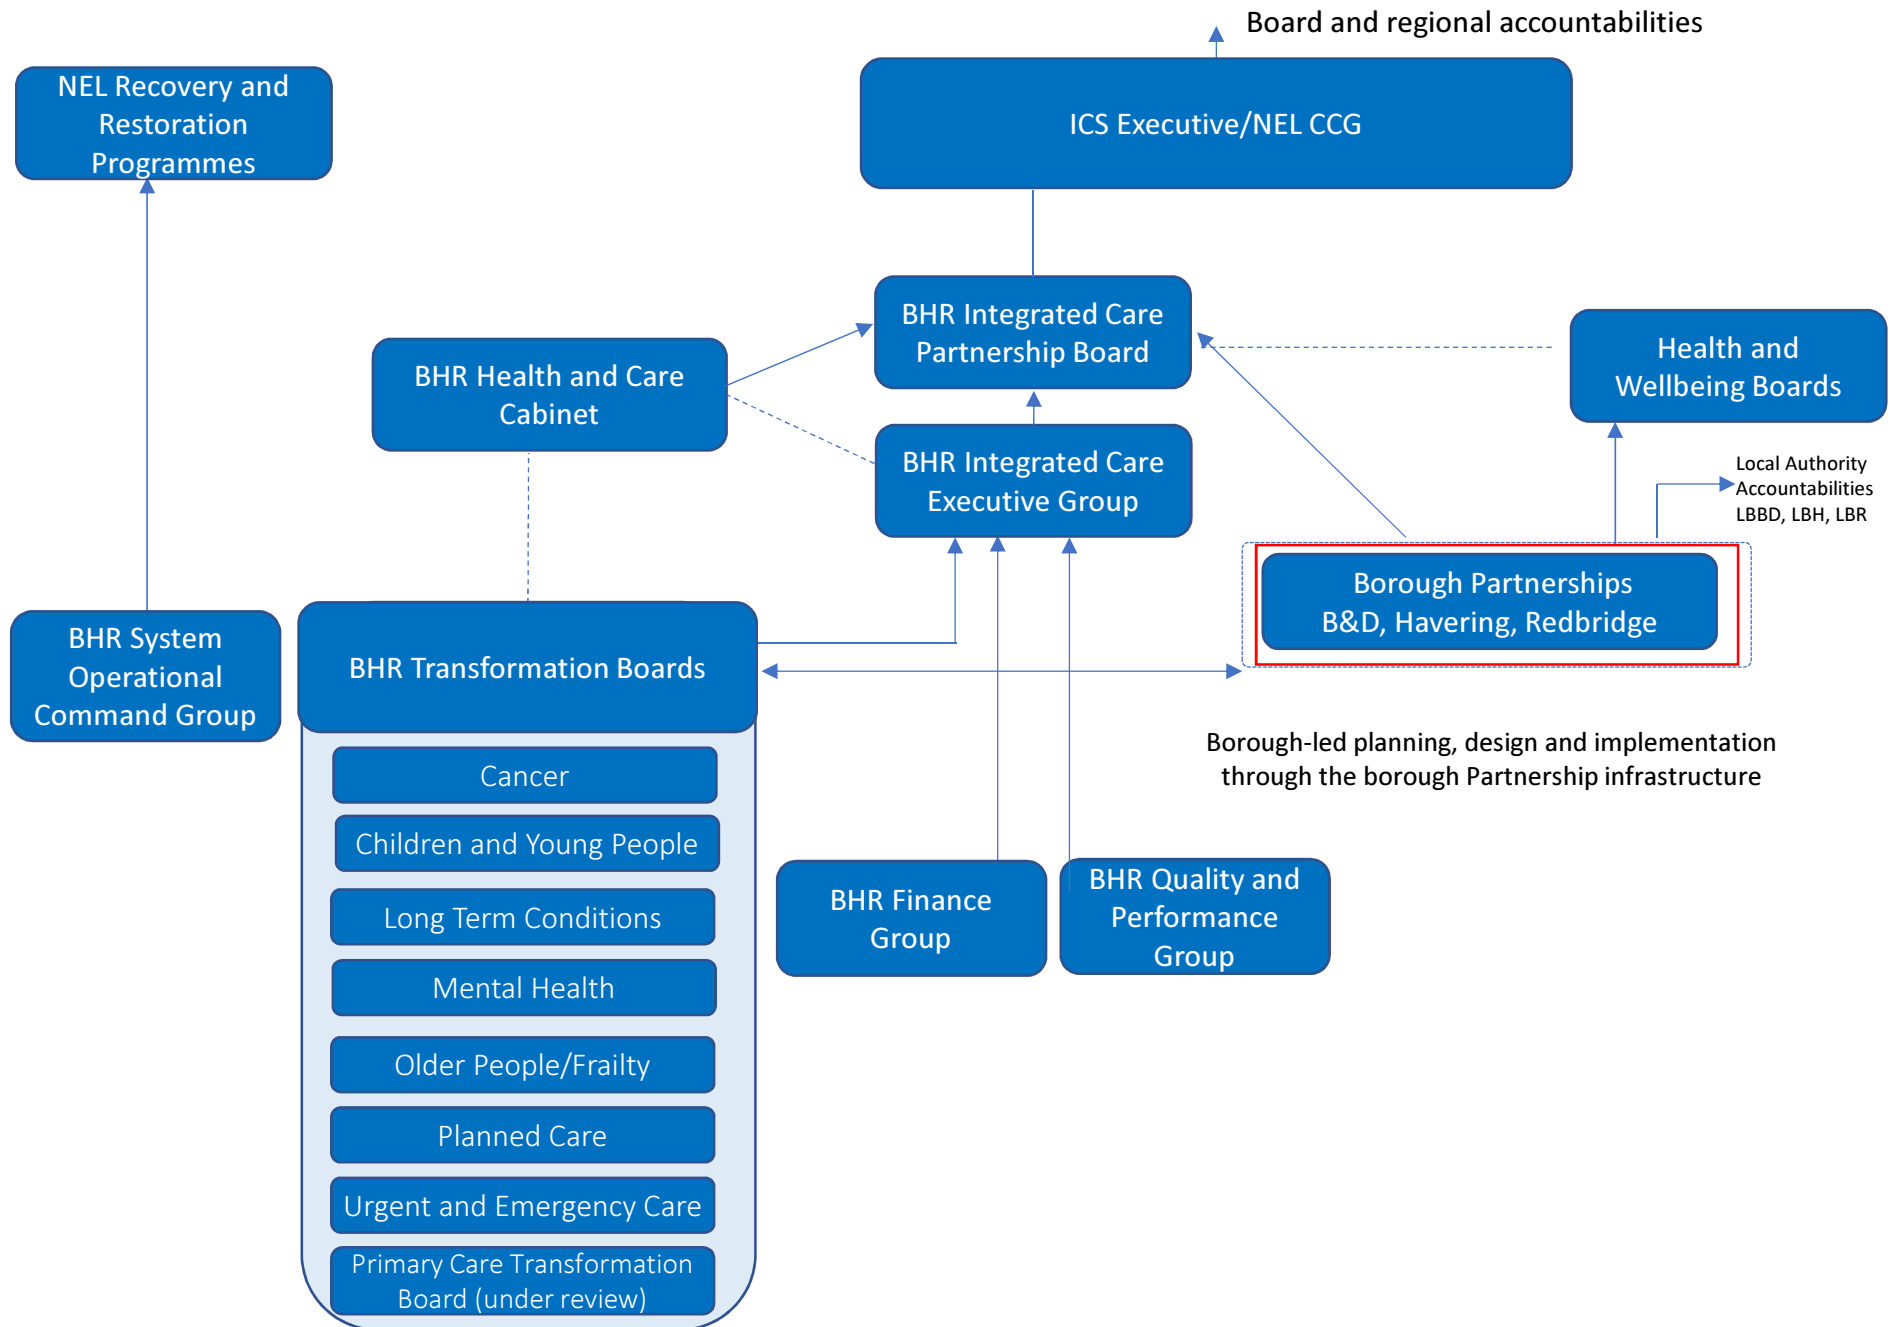 Board and regional accountabilities
NEL Recovery and
Restoration
Programmes
ICS Executive/NEL CCG
BHR Integrated Care
Partnership Board
BHR Health and Care
Cabinet
Health and
Wellbeing Boards
BHR Integrated Care
Executive Group
Local Authority
Accountabilities
LBBD, LBH, LBR
Borough Partnerships
B&D, Havering, Redbridge
BHR System
Operational
Command Group
BHR Transformation Boards
Borough-led planning, design and implementation
through the borough Partnership infrastructure
Cancer
Children and Young People
Long Term Conditions
Mental Health
Older People/Frailty
Planned Care
Urgent and Emergency Care
Primary Care Transformation
Board (under review)
BHR Finance
Group
BHR Quality and
Performance
Group